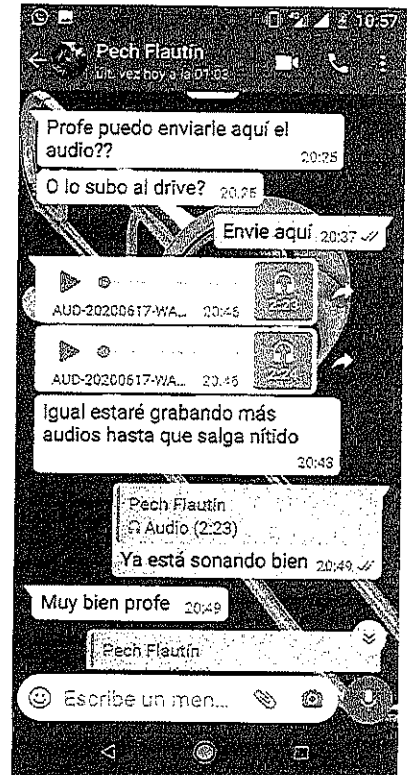 10:57
Pech Flautín
últ. vez hoy a la 01:03
Profe puedo enviarle aquí el
audio??
20:25
O lo subo al drive? 20:25
Envie aquí 20:37
AUD-20200617-WA... 20:46
AUD-20200617-WA... 20:46
Igual estaré grabando más
audios hasta que salga nítido
20:43
Pech Flautín
Audio (2:23)
Ya está sonando bien 20:49
Muy bien profe 20:49
Pech Flautín
Escribe un men...